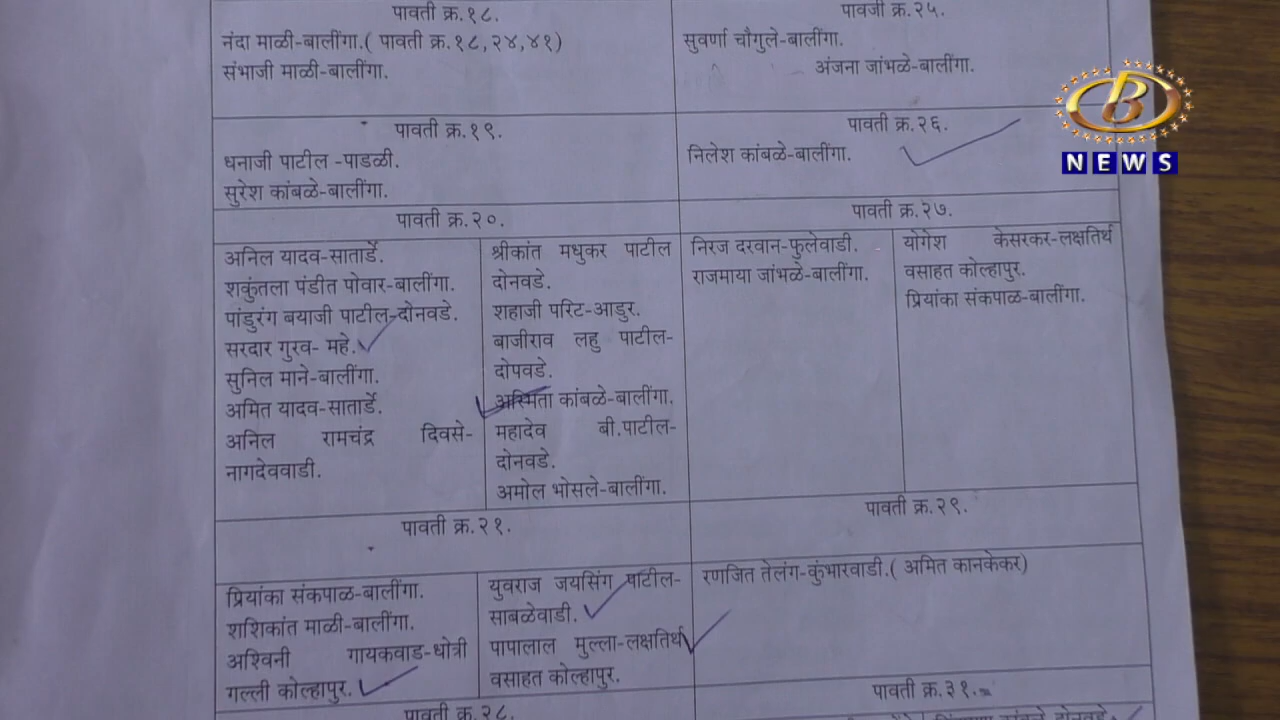 पावती क्र.१८.
नंदा माळी-बालींगा.( पावती क्र.१८,२४,४१)
संभाजी माळी-बालींगा.
पावजी क्र.२५.
सुवर्णा चौगुले-बालींगा.
अंजना जांभळे-बालींगा.
पावती क्र.१९.
धनाजी पाटील -पाडळी.
सुरेश कांबळे-बालींगा.
पावती क्र.२६.
निलेश कांबळे-बालींगा.
पावती क्र.२०.
अनिल यादव-सातार्डे.
शकुंतला पंडीत पोवार-बालींगा.
पांडुरंग बयाजी पाटील-दोनवडे.
सरदार गुरव- महे.
सुनिल माने-बालींगा.
अमित यादव-सातार्डे.
अनिल रामचंद्र दिवसे-
नागदेववाडी.
श्रीकांत मधुकर पाटील
दोनवडे.
शहाजी परिट-आडुर.
बाजीराव लहु पाटील-
दोपवडे.
अस्मिता कांबळे-बालींगा.
महादेव बी.पाटील-
दोनवडे.
अमोल भोसले-बालींगा.
पावती क्र.२७.
निरज दरवान-फुलेवाडी.
राजमाया जांभळे-बालींगा.
योगेश केसरकर-लक्षतिर्थ
वसाहत कोल्हापुर.
प्रियांका संकपाळ-बालींगा.
पावती क्र.२१.
प्रियांका संकपाळ-बालींगा.
शशिकांत माळी-बालींगा.
अश्विनी गायकवाड-धोत्री
गल्ली कोल्हापुर.
युवराज जयसिंग पाटील-
साबळेवाडी.
पापालाल मुल्ला-लक्षतिर्थ
वसाहत कोल्हापुर.
पावती क्र.२९.
रणजित तेलंग-कुंभारवाडी.( अमित कानकेकर)
पावती क्र.२८.
पावती क्र.३१.
B
NEWS